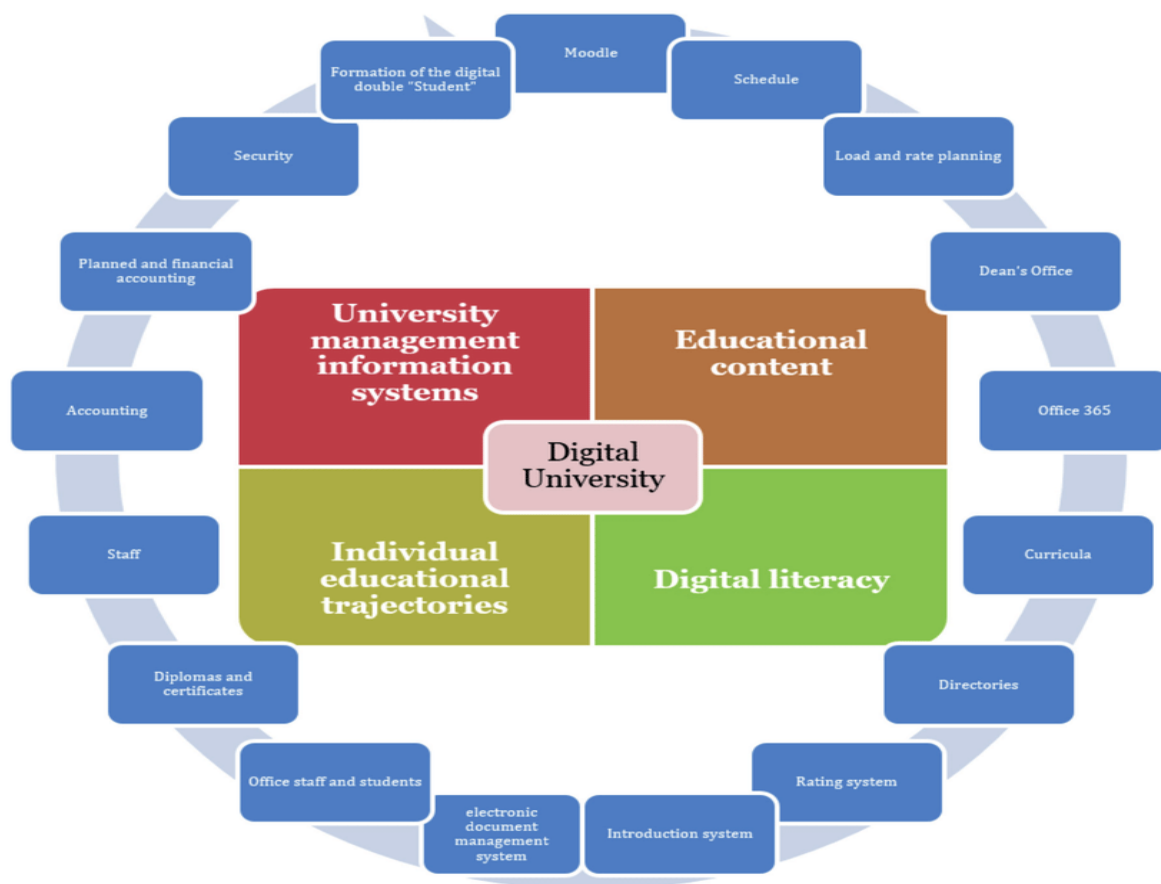 Moodle
Schedule
Load and rate planning
Dean's Office
Office 365
Curricula
Directories
Rating system
Introduction system
electronic
document
management
system
Office staff and students
Diplomas and
certificates
Staff
Accounting
Planned and financial
accounting
Security
Formation of the digital
double "Student"
University
management
information
systems
Educational
content
Digital
University
Individual
educational
trajectories
Digital literacy